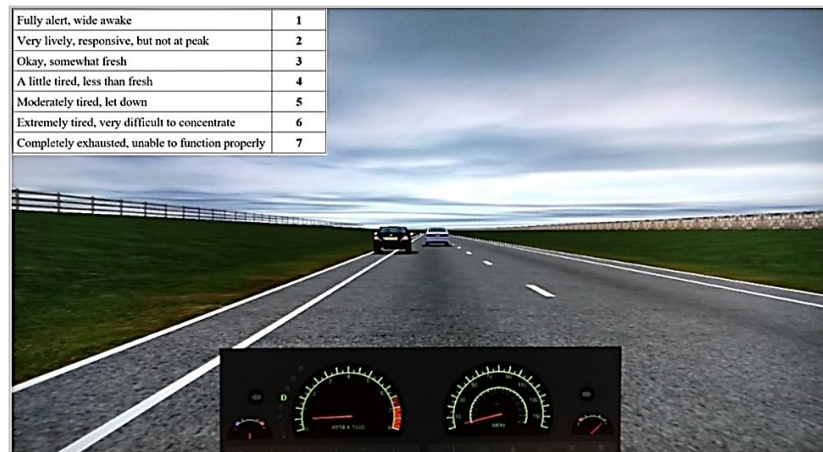 Fully alert, wide awake 1
Very lively, responsive, but not at peak 2
Okay, somewhat fresh 3
A little tired, less than fresh 4
Moderately tired, let down 5
Extremely tired, very difficult to concentrate 6
Completely exhausted, unable to function properly 7
D
RPM X 1000
MPH